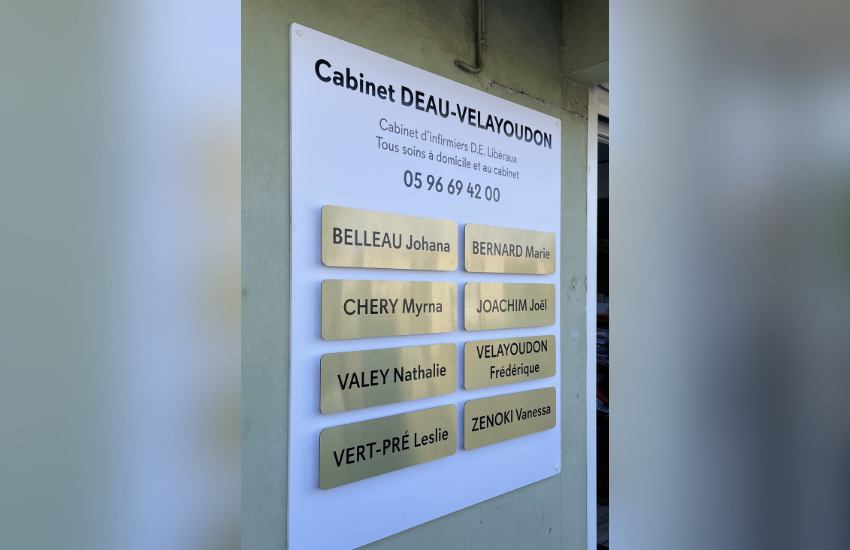 Cabinet DEAU-VELAYOUDON
Cabinet d'infirmiers D.E. Libéraux
Tous soins à domicile et au cabinet
05 96 69 42 00
BELLEAU Johana
BERNARD Marie
CHERY Myrna
JOACHIM Joël
VALEY Nathalie
VELAYOUDON
Frédérique
VERT-PRÉ Leslie
ZENOKI Vanessa